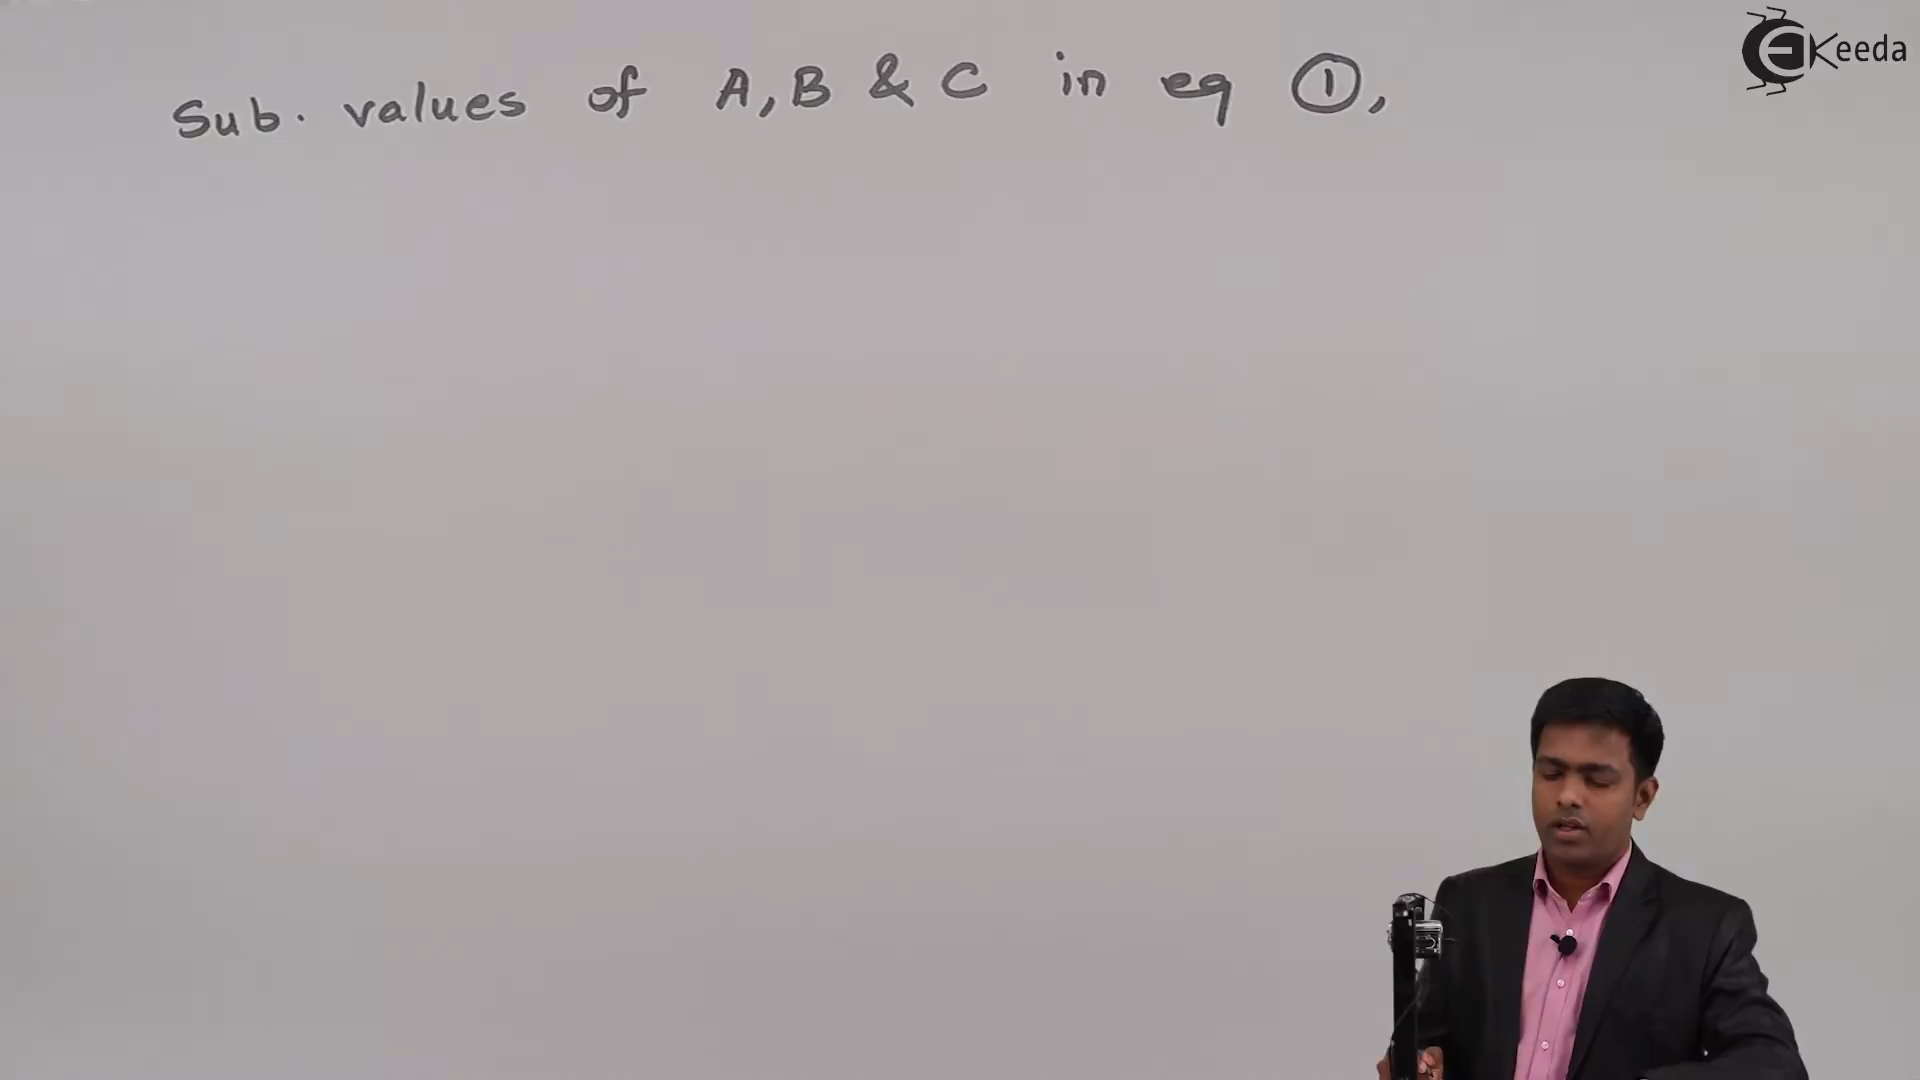 Sub. values of A, B & C in eq ①,
EKeeda